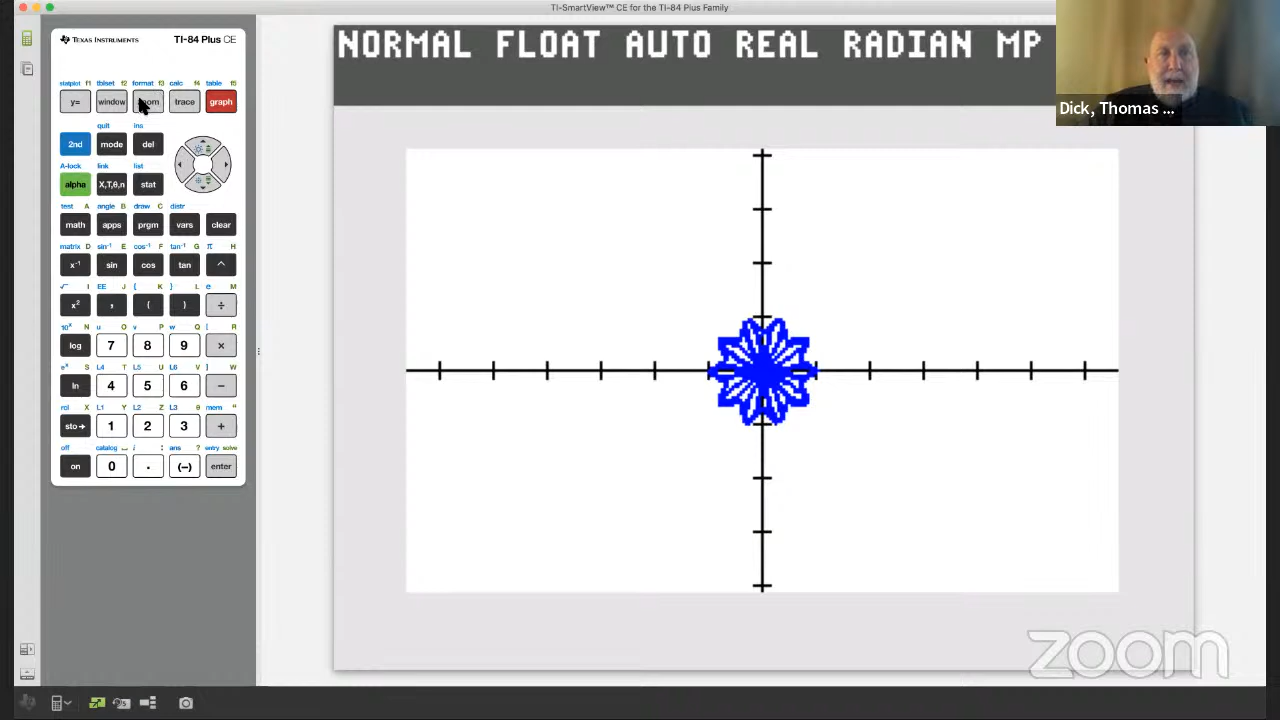 TI-SmartView™ CE for the TI-84 Plus Family
TEXAS INSTRUMENTS TI-84 Plus CE
NORMAL FLOAT AUTO REAL RADIAN MP
Dick, Thomas ...
statplot f1 tblset f2 format f3 calc f4 table f5
y= window zoom trace graph
quit ins
2nd mode del
A-lock link list
alpha X,T,θ,n stat
test A angle B draw C distr
math apps prgm vars clear
matrix D sin⁻¹ E cos⁻¹ F tan⁻¹ G π H
x⁻¹ sin cos tan ^
√ I EE J { K } L e M
x² , ( ) ÷
10ˣ N u O v P w Q [ R
log 7 8 9 ×
eˣ S L4 T L5 U L6 V ] W
ln 4 5 6 −
rcl X L1 Y L2 Z L3 θ mem "
sto→ 1 2 3 +
off catalog i : ans ? entry solve
on 0 . (−) enter
zoom